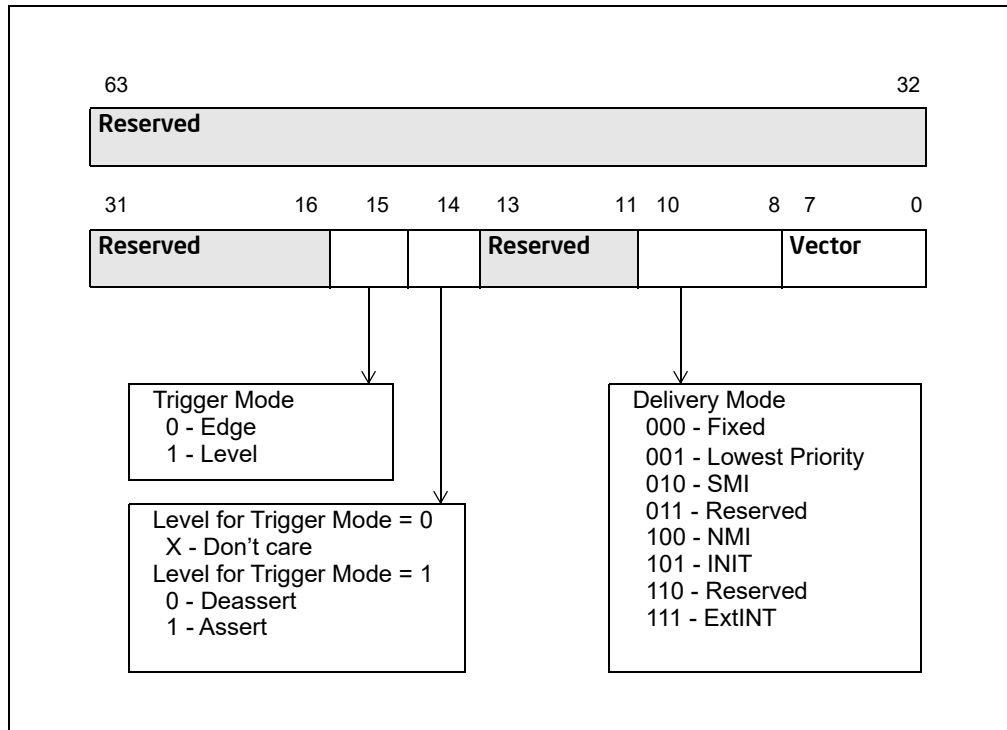 63 32
Reserved
31 16 15 14 13 11 10 8 7 0
Reserved Reserved Vector
Trigger Mode
0 - Edge
1 - Level
Level for Trigger Mode = 0
X - Don’t care
Level for Trigger Mode = 1
0 - Deassert
1 - Assert
Delivery Mode
000 - Fixed
001 - Lowest Priority
010 - SMI
011 - Reserved
100 - NMI
101 - INIT
110 - Reserved
111 - ExtINT